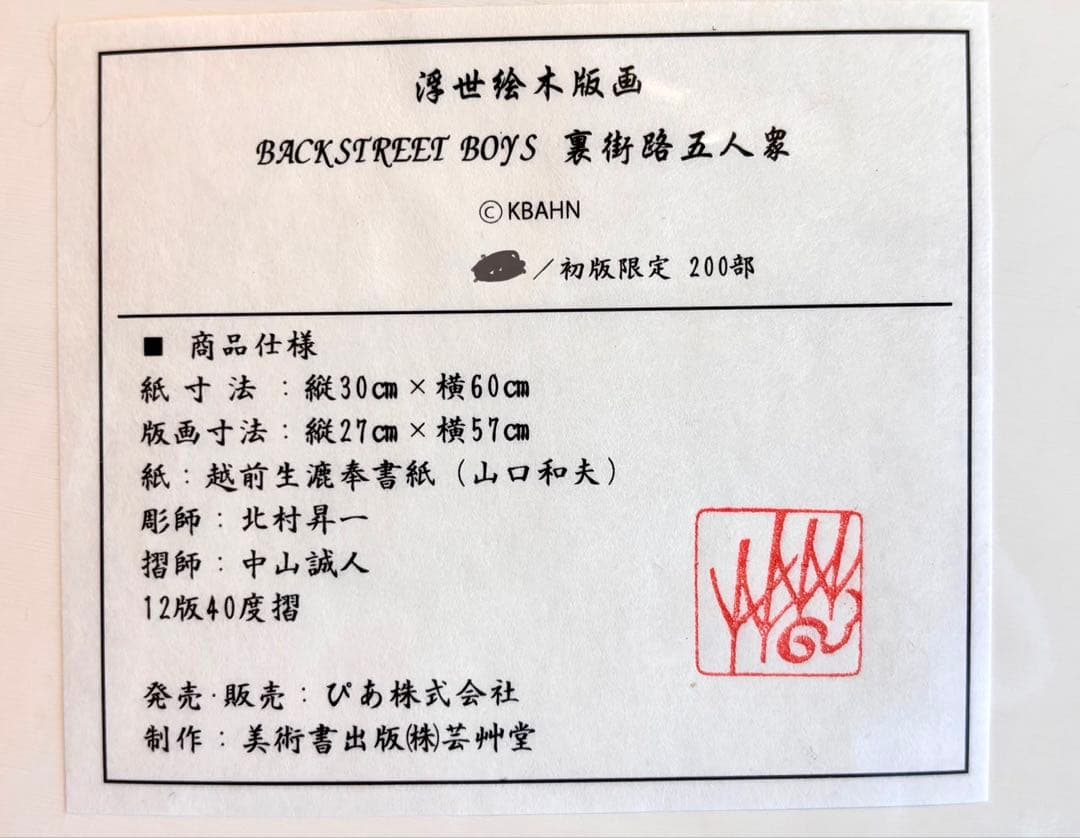 浮世絵木版画
BACKSTREET BOYS 裏街路五人衆
©KBAHN
／初版限定 200部
■ 商品仕様
紙寸法：縦30㎝×横60㎝
版画寸法：縦27㎝×横57㎝
紙：越前生漉奉書紙（山口和夫）
彫師：北村昇一
摺師：中山誠人
12版40度摺
発売・販売：ぴあ株式会社
制作：美術書出版㈱芸艸堂